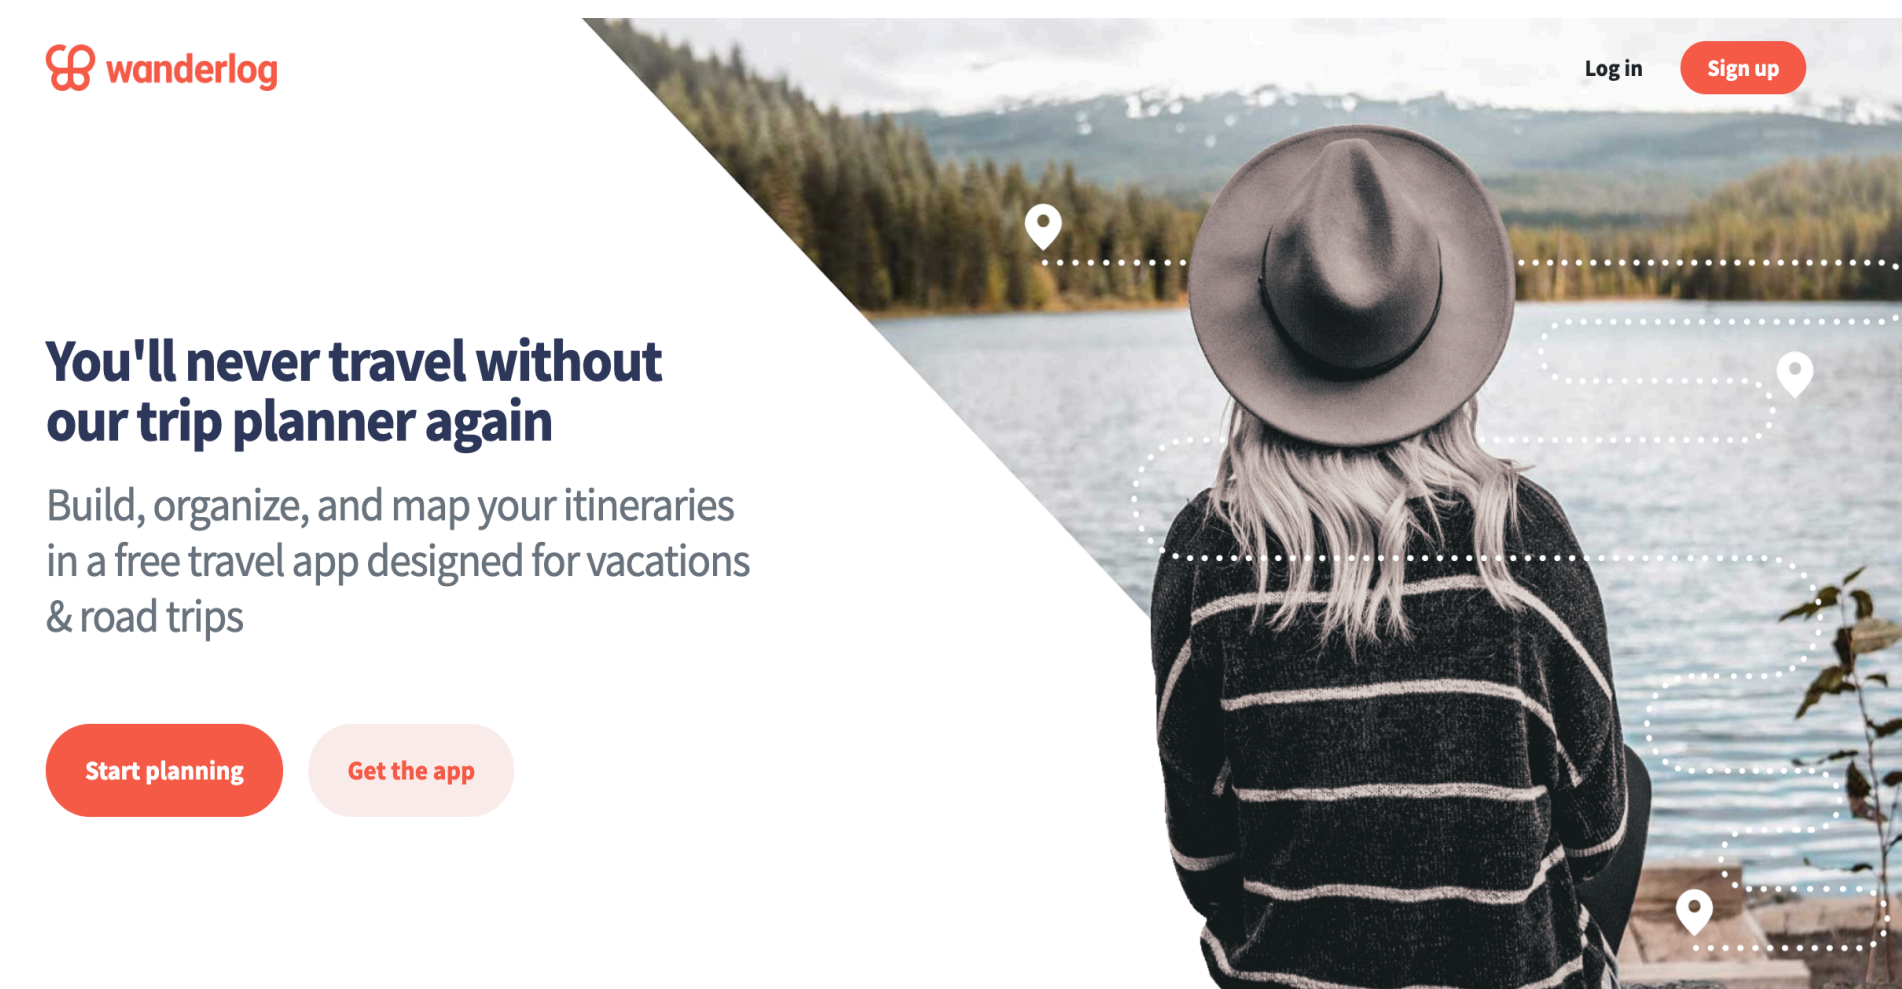 wanderlog
Log in
Sign up
You'll never travel without
our trip planner again
Build, organize, and map your itineraries
in a free travel app designed for vacations
& road trips
Start planning
Get the app